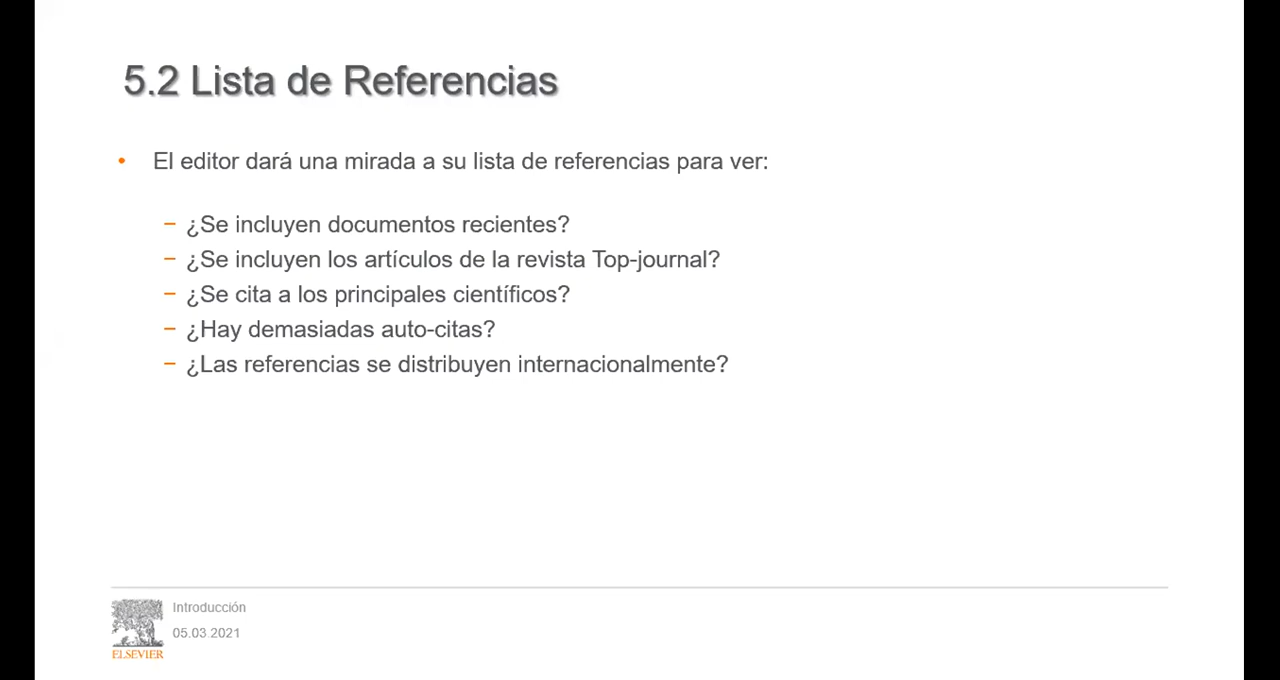 5.2 Lista de Referencias
• El editor dará una mirada a su lista de referencias para ver:
− ¿Se incluyen documentos recientes?
− ¿Se incluyen los artículos de la revista Top-journal?
− ¿Se cita a los principales científicos?
− ¿Hay demasiadas auto-citas?
− ¿Las referencias se distribuyen internacionalmente?
Introducción
05.03.2021
ELSEVIER